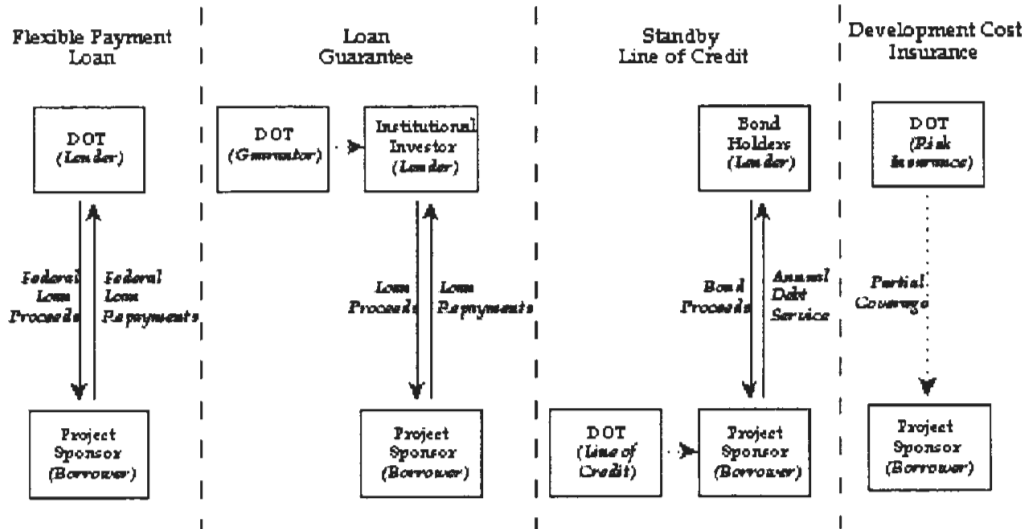 Flexible Payment
Loan
DOT
(Lender)
Federal
Loan
Proceeds
Federal
Loan
Repayments
Project
Sponsor
(Borrower)
Loan
Guarantee
DOT
(Guarantor)
Institutional
Investor
(Lender)
Loan
Proceeds
Loan
Repayments
Project
Sponsor
(Borrower)
Standby
Line of Credit
Bond
Holders
(Lender)
Bond
Proceeds
Annual
Debt
Service
DOT
(Line of
Credit)
Project
Sponsor
(Borrower)
Development Cost
Insurance
DOT
(Risk
Insurance)
Partial
Coverage
Project
Sponsor
(Borrower)